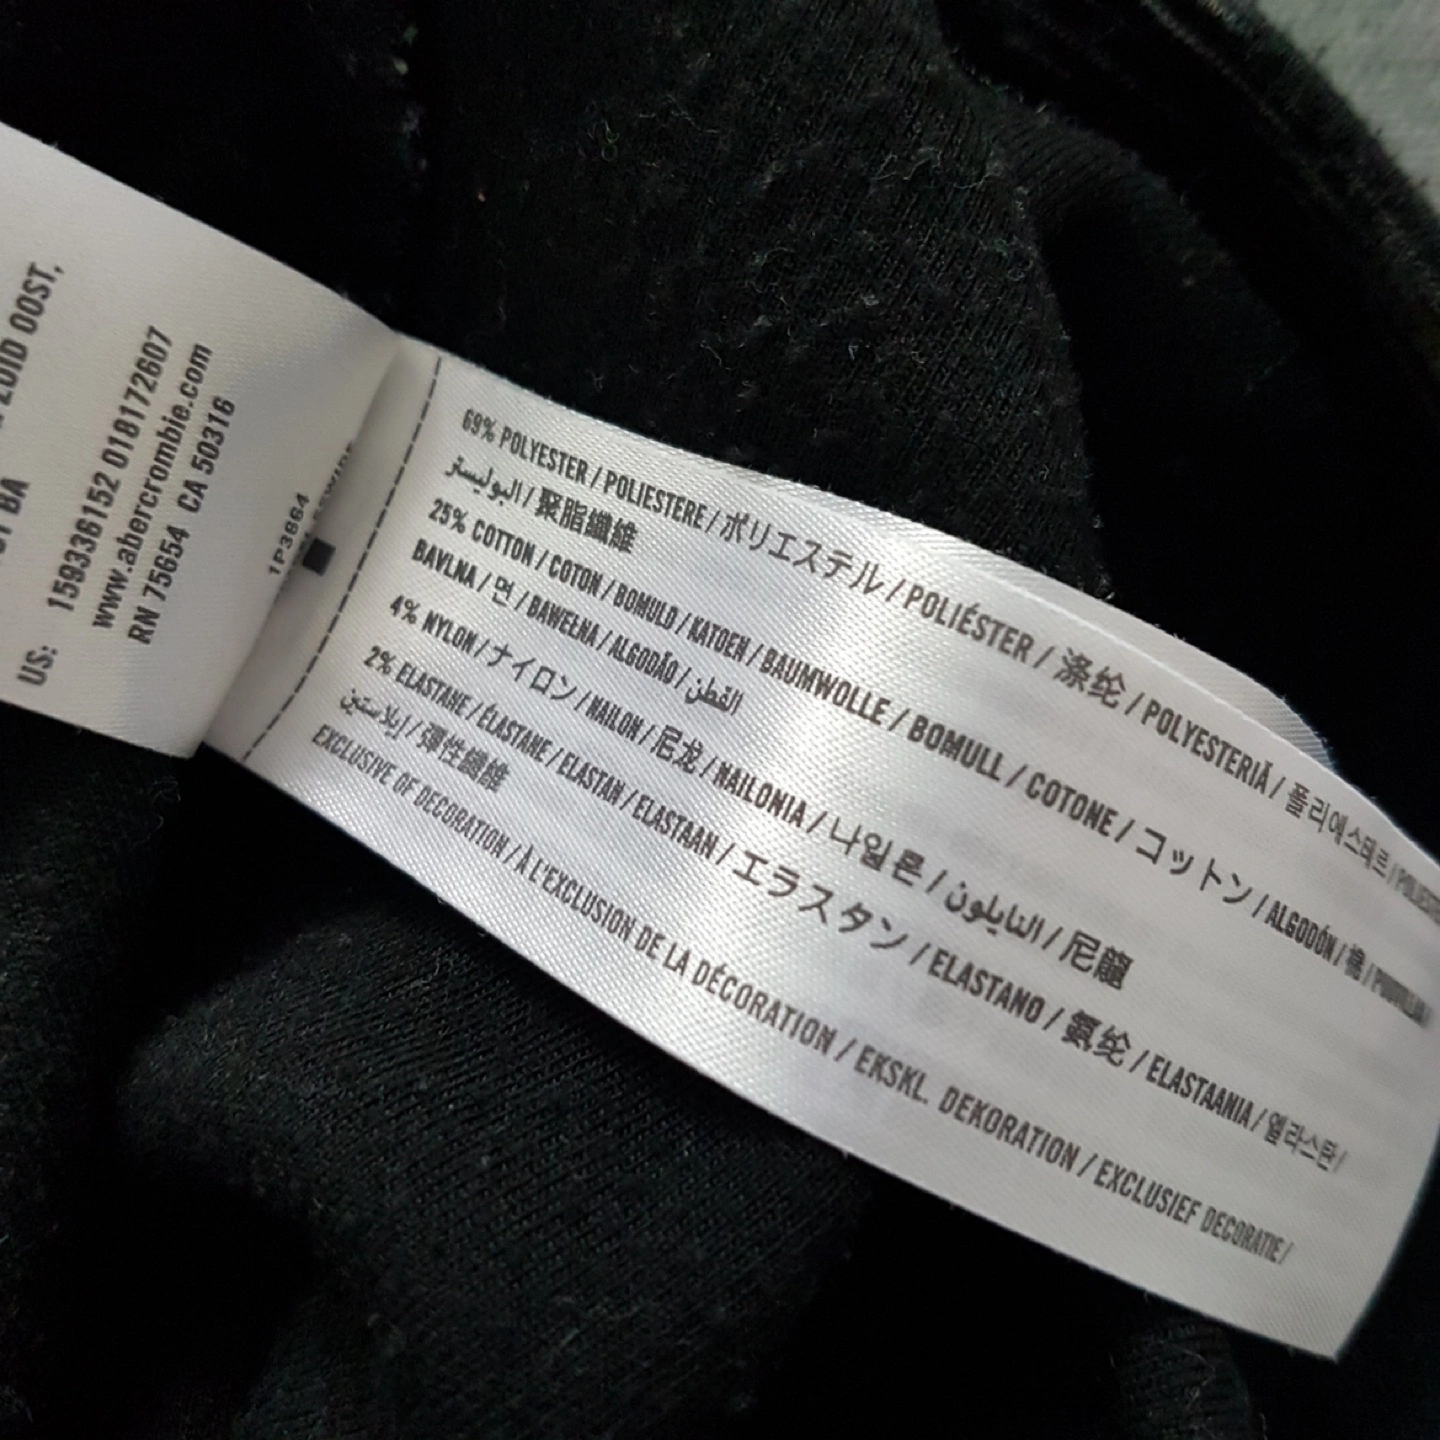 ZUID OOST,
BA
US: 159336152 0181172607
www.abercrombie.com
RN 75654 CA 50316
1P3864
69% POLYESTER / POLIESTERE / ポリエステル / POLIÉSTER / 涤纶 / POLYESTERIÄ / 폴리에스테르 /
البوليستر / 聚脂纖維
25% COTTON / COTON / BOMULD / KATOEN / BAUMWOLLE / BOMULL / COTONE / コットン / ALGODÓN / 棉 /
BAVLNA / 면 / BAWEŁNA / ALGODÃO / القطن
4% NYLON / ナイロン / NAILON / 尼龙 / NAILONIA / 나일론 / النايلون / 尼龍
2% ELASTANE / ÉLASTANE / ELASTAN / ELASTAAN / エラスタン / ELASTANO / 氨纶 / ELASTAANIA / 엘라스탄 /
إيلاستين / 彈性纖維
EXCLUSIVE OF DECORATION / À L'EXCLUSION DE LA DÉCORATION / EKSKL. DEKORATION / EXCLUSIEF DECORATIE /